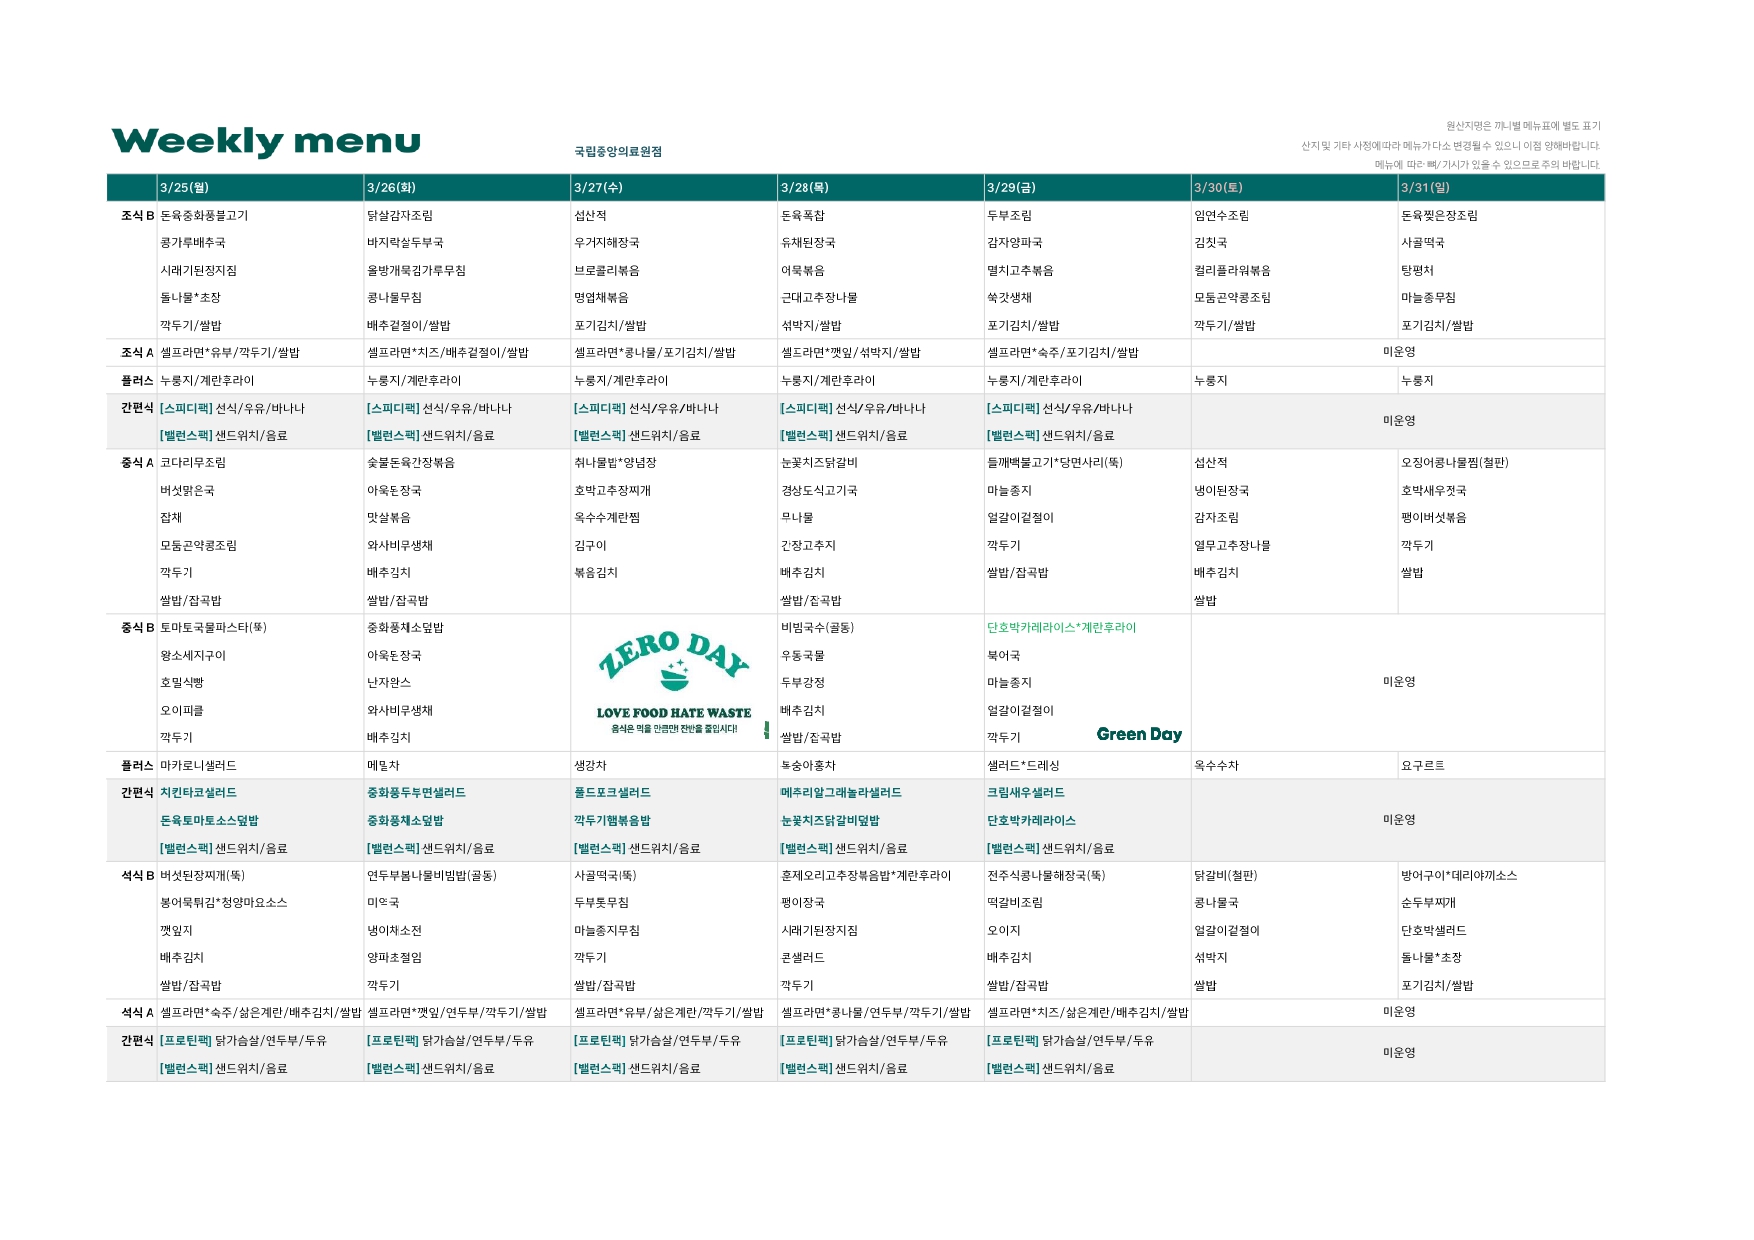 Weekly menu
국립중앙의료원점
원산지명은 끼니별 메뉴표에 별도 표기
산지 및 기타 사정에 따라 메뉴가 다소 변경될 수 있으니 이점 양해바랍니다.
메뉴에 따라 뼈/가시가 있을 수 있으므로 주의 바랍니다.
3/25(월) 3/26(화) 3/27(수) 3/28(목) 3/29(금) 3/30(토) 3/31(일)
조식 B 돈육중화풍불고기 닭살감자조림 섭산적 돈육폭찹 두부조림 임연수조림 돈육찢은장조림
콩가루배추국 바지락살두부국 우거지해장국 유채된장국 감자양파국 김칫국 사골떡국
시래기된장지짐 올방개묵김가루무침 브로콜리볶음 어묵볶음 멸치고추볶음 컬리플라워볶음 탕평채
돌나물*초장 콩나물무침 명엽채볶음 근대고추장나물 쑥갓생채 모둠곤약콩조림 마늘종무침
깍두기/쌀밥 배추겉절이/쌀밥 포기김치/쌀밥 섞박지/쌀밥 포기김치/쌀밥 깍두기/쌀밥 포기김치/쌀밥
조식 A 셀프라면*유부/깍두기/쌀밥 셀프라면*치즈/배추겉절이/쌀밥 셀프라면*콩나물/포기김치/쌀밥 셀프라면*깻잎/섞박지/쌀밥 셀프라면*숙주/포기김치/쌀밥 미운영
플러스 누룽지/계란후라이 누룽지/계란후라이 누룽지/계란후라이 누룽지/계란후라이 누룽지/계란후라이 누룽지 누룽지
간편식 [스피디팩] 선식/우유/바나나 [스피디팩] 선식/우유/바나나 [스피디팩] 선식/우유/바나나 [스피디팩] 선식/우유/바나나 [스피디팩] 선식/우유/바나나 미운영
[밸런스팩] 샌드위치/음료 [밸런스팩] 샌드위치/음료 [밸런스팩] 샌드위치/음료 [밸런스팩] 샌드위치/음료 [밸런스팩] 샌드위치/음료
중식 A 코다리무조림 숯불돈육간장볶음 취나물밥*양념장 눈꽃치즈닭갈비 들깨백불고기*당면사리(뚝) 섭산적 오징어콩나물찜(철판)
버섯맑은국 아욱된장국 호박고추장찌개 경상도식고기국 마늘종지 냉이된장국 호박새우젓국
잡채 맛살볶음 옥수수계란찜 무나물 얼갈이겉절이 감자조림 팽이버섯볶음
모둠곤약콩조림 와사비무생채 김구이 간장고추지 깍두기 열무고추장나물 깍두기
깍두기 배추김치 볶음김치 배추김치 쌀밥/잡곡밥 배추김치 쌀밥
쌀밥/잡곡밥 쌀밥/잡곡밥 쌀밥/잡곡밥 쌀밥
중식 B 토마토국물파스타(뚝) 중화풍채소덮밥 ZERO DAY 비빔국수(골동) 단호박카레라이스*계란후라이
왕소세지구이 아욱된장국 우동국물 북어국
호밀식빵 난자완스 두부강정 마늘종지 미운영
오이피클 와사비무생채 LOVE FOOD HATE WASTE 배추김치 얼갈이겉절이
깍두기 배추김치 음식은 먹을 만큼만! 잔반을 줄입시다! 쌀밥/잡곡밥 깍두기 Green Day
플러스 마카로니샐러드 메밀차 생강차 복숭아홍차 샐러드*드레싱 옥수수차 요구르트
간편식 치킨타코샐러드 중화풍두부면샐러드 풀드포크샐러드 메추리알그래놀라샐러드 크림새우샐러드
돈육토마토소스덮밥 중화풍채소덮밥 깍두기햄볶음밥 눈꽃치즈닭갈비덮밥 단호박카레라이스 미운영
[밸런스팩] 샌드위치/음료 [밸런스팩] 샌드위치/음료 [밸런스팩] 샌드위치/음료 [밸런스팩] 샌드위치/음료 [밸런스팩] 샌드위치/음료
석식 B 버섯된장찌개(뚝) 연두부봄나물비빔밥(골동) 사골떡국(뚝) 훈제오리고추장볶음밥*계란후라이 전주식콩나물해장국(뚝) 닭갈비(철판) 방어구이*데리야끼소스
봉어묵튀김*청양마요소스 미역국 두부톳무침 팽이장국 떡갈비조림 콩나물국 순두부찌개
깻잎지 냉이채소전 마늘종지무침 시래기된장지짐 오이지 얼갈이겉절이 단호박샐러드
배추김치 양파초절임 깍두기 콘샐러드 배추김치 섞박지 돌나물*초장
쌀밥/잡곡밥 깍두기 쌀밥/잡곡밥 깍두기 쌀밥/잡곡밥 쌀밥 포기김치/쌀밥
석식 A 셀프라면*숙주/삶은계란/배추김치/쌀밥 셀프라면*깻잎/연두부/깍두기/쌀밥 셀프라면*유부/삶은계란/깍두기/쌀밥 셀프라면*콩나물/연두부/깍두기/쌀밥 셀프라면*치즈/삶은계란/배추김치/쌀밥 미운영
간편식 [프로틴팩] 닭가슴살/연두부/두유 [프로틴팩] 닭가슴살/연두부/두유 [프로틴팩] 닭가슴살/연두부/두유 [프로틴팩] 닭가슴살/연두부/두유 [프로틴팩] 닭가슴살/연두부/두유 미운영
[밸런스팩] 샌드위치/음료 [밸런스팩] 샌드위치/음료 [밸런스팩] 샌드위치/음료 [밸런스팩] 샌드위치/음료 [밸런스팩] 샌드위치/음료